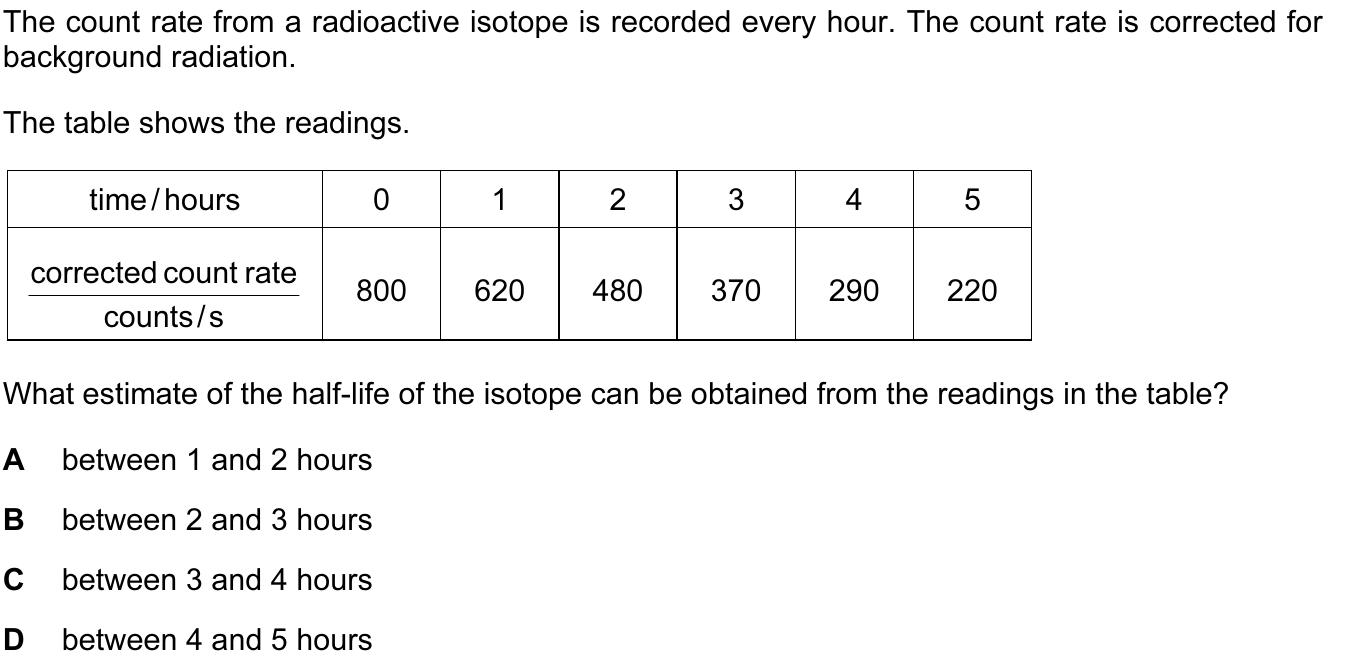 The count rate from a radioactive isotope is recorded every hour. The count rate is corrected for
background radiation.
The table shows the readings.
time / hours 0 1 2 3 4 5
corrected count rate
800 620 480 370 290 220
counts / s
What estimate of the half-life of the isotope can be obtained from the readings in the table?
A between 1 and 2 hours
B between 2 and 3 hours
C between 3 and 4 hours
D between 4 and 5 hours